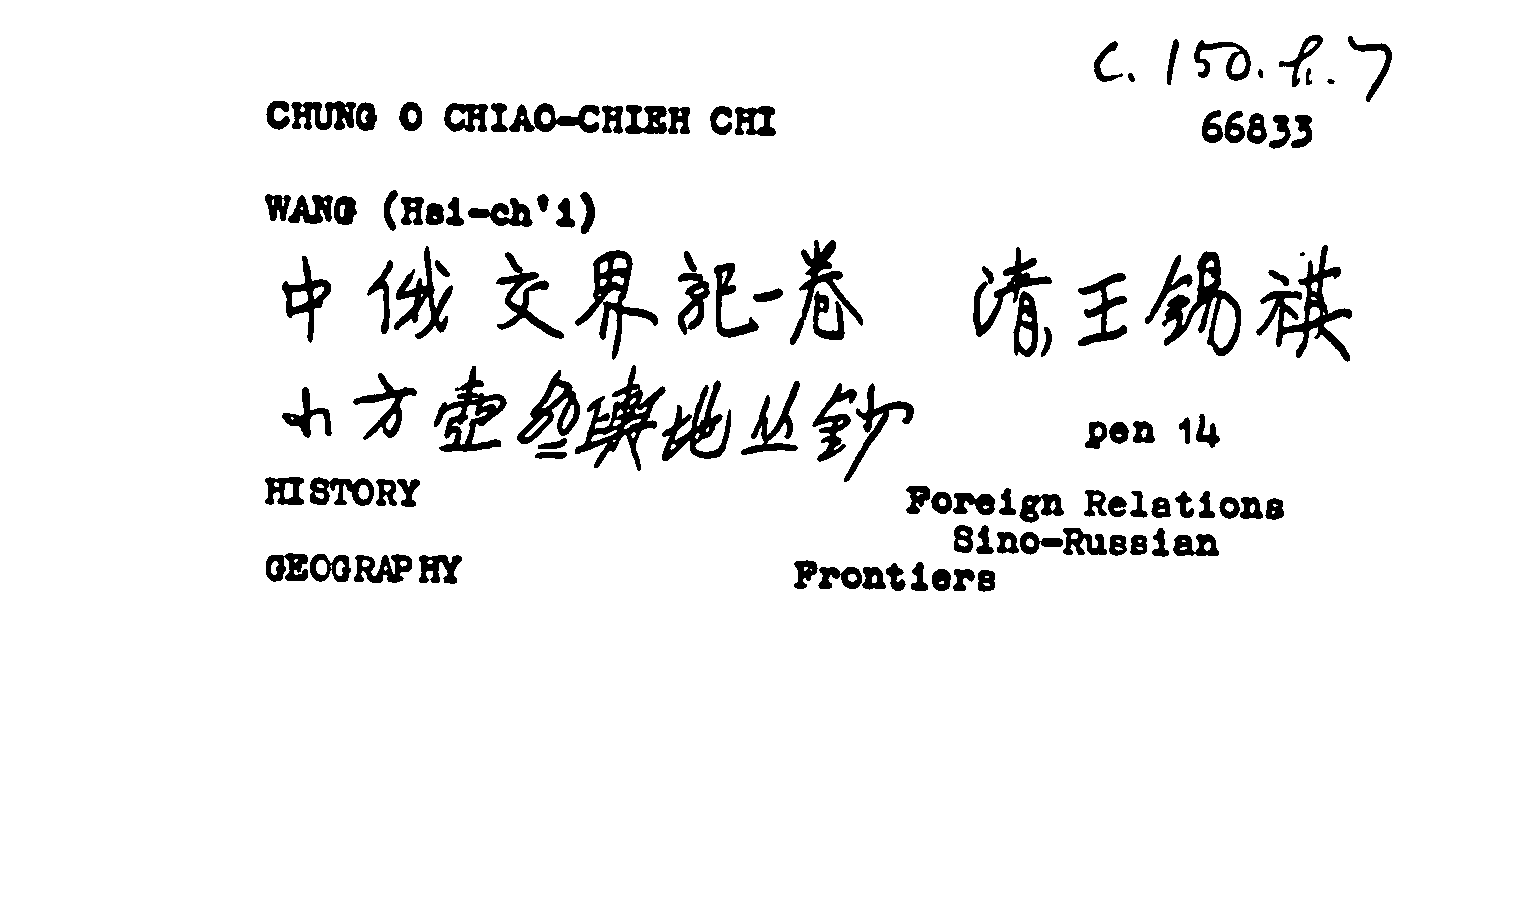 C. 150. h. 7
CHUNG O CHIAO-CHIEH CHI 66833
WANG (Hsi-ch'i)
中俄交界記一卷 清王錫祺
小方壺齋輿地丛鈔 pen 14
HISTORY Foreign Relations
Sino-Russian
GEOGRAPHY Frontiers